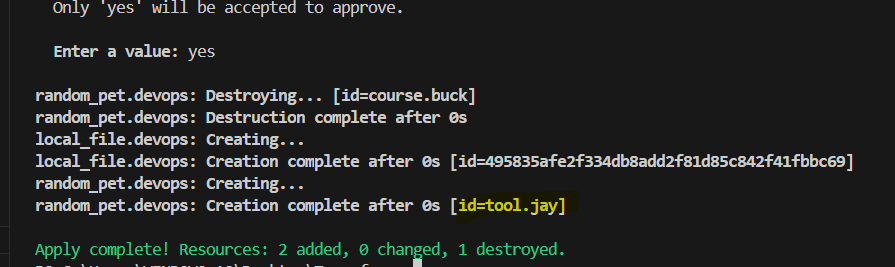 Only 'yes' will be accepted to approve.
Enter a value: yes
random_pet.devops: Destroying... [id=course.buck]
random_pet.devops: Destruction complete after 0s
local_file.devops: Creating...
local_file.devops: Creation complete after 0s [id=495835afe2f334db8add2f81d85c842f41fbbc69]
random_pet.devops: Creating...
random_pet.devops: Creation complete after 0s [id=tool.jay]
Apply complete! Resources: 2 added, 0 changed, 1 destroyed.